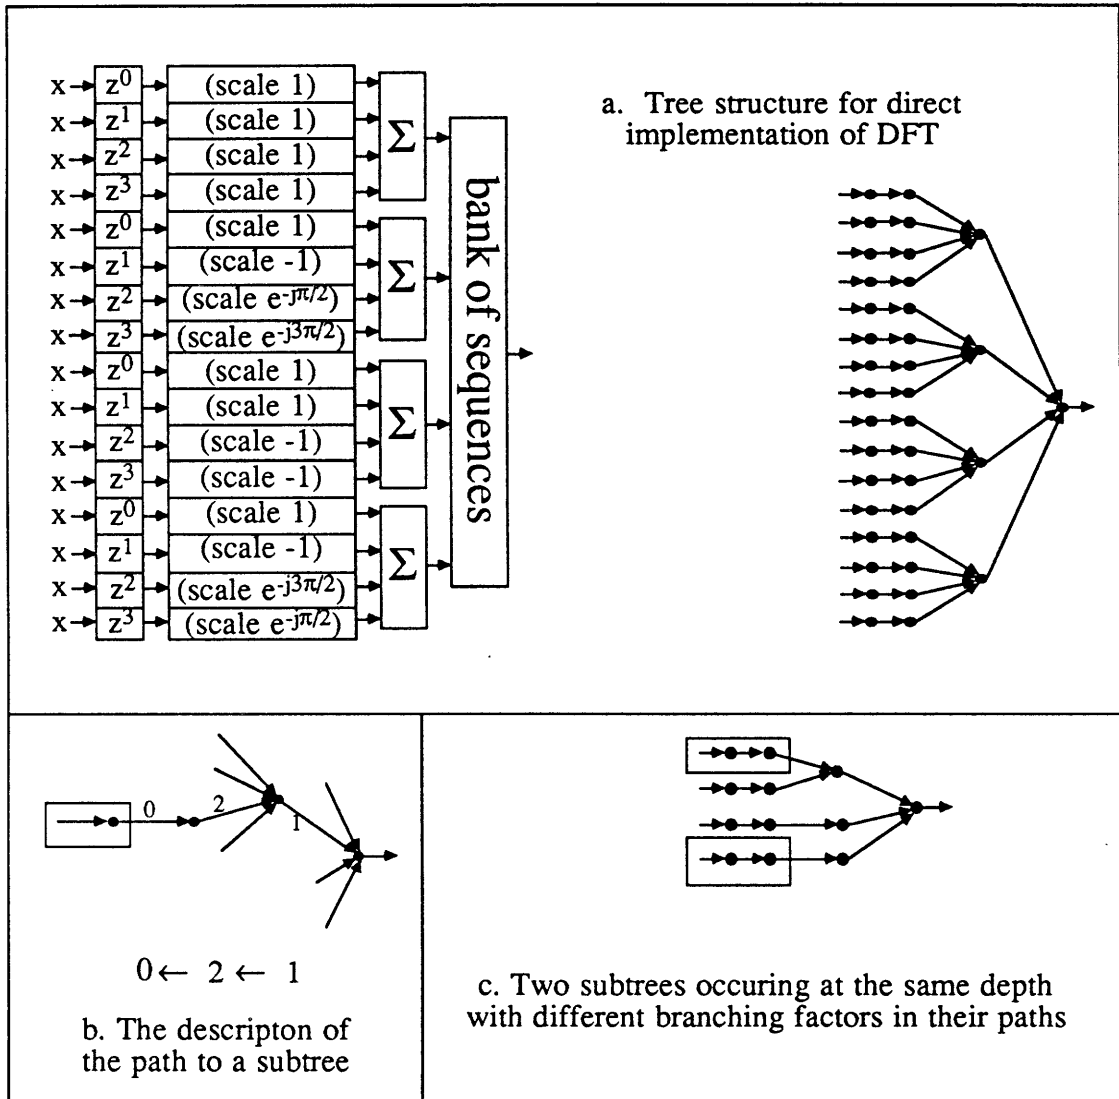 x z⁰ (scale 1)
x z¹ (scale 1)
x z² (scale 1)
x z³ (scale 1)
Σ
x z⁰ (scale 1)
x z¹ (scale -1)
x z² (scale e-jπ/2)
x z³ (scale e-j3π/2)
Σ
x z⁰ (scale 1)
x z¹ (scale 1)
x z² (scale -1)
x z³ (scale -1)
Σ
x z⁰ (scale 1)
x z¹ (scale -1)
x z² (scale e-j3π/2)
x z³ (scale e-jπ/2)
Σ
bank of sequences
a. Tree structure for direct
implementation of DFT
0 2 1
0← 2 ← 1
b. The descripton of
the path to a subtree
c. Two subtrees occuring at the same depth
with different branching factors in their paths